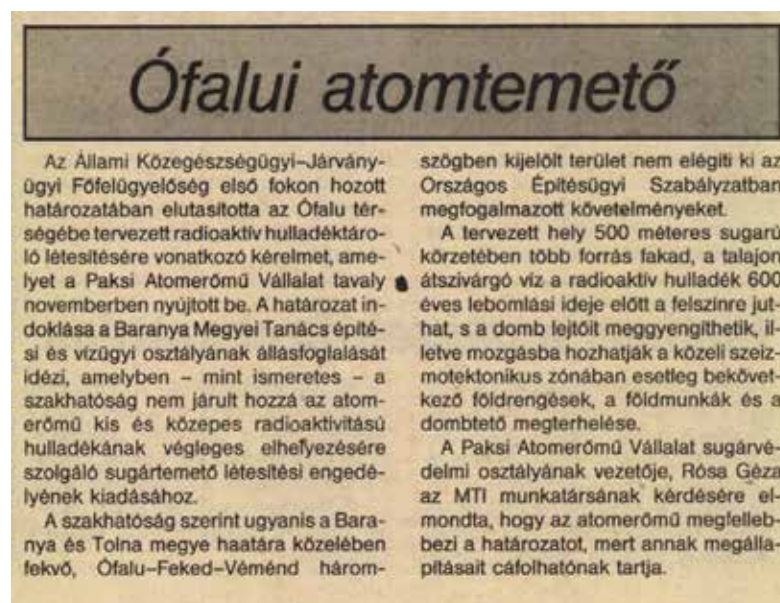 Ófalui atomtemető
Az Állami Közegészségügyi–Járvány-
ügyi Főfelügyelőség első fokon hozott
határozatában elutasította az Ófalu tér-
ségébe tervezett radioaktív hulladéktáro-
ló létesítésére vonatkozó kérelmet, ame-
lyet a Paksi Atomerőmű Vállalat tavaly
novemberben nyújtott be. A határozat in-
doklása a Baranya Megyei Tanács építé-
si és vízügyi osztályának állásfoglalását
idézi, amelyben – mint ismeretes – a
szakhatóság nem járult hozzá az atom-
erőmű kis és közepes radioaktivitású
hulladékának végleges elhelyezésére
szolgáló sugártemető létesítési engedé-
lyének kiadásához.
A szakhatóság szerint ugyanis a Bara-
nya és Tolna megye haatára közelében
fekvő, Ófalu–Feked–Véménd három-
szögben kijelölt terület nem elégíti ki az
Országos Építésügyi Szabályzatban
megfogalmazott követelményeket.
A tervezett hely 500 méteres sugarú
körzetében több forrás fakad, a talajon
átszivárgó víz a radioaktív hulladék 600
éves lebomlási ideje előtt a felszínre jut-
hat, s a domb lejtőit meggyengíthetik, il-
letve mozgásba hozhatják a közeli szeiz-
motektonikus zónában esetleg bekövet-
kező földrengések, a földmunkák és a
dombtető megterhelése.
A Paksi Atomerőmű Vállalat sugárvé-
delmi osztályának vezetője, Rósa Géza
az MTI munkatársának kérdésére el-
mondta, hogy az atomerőmű megfelleb-
bezi a határozatot, mert annak megálla-
pításait cáfolhatónak tartja.